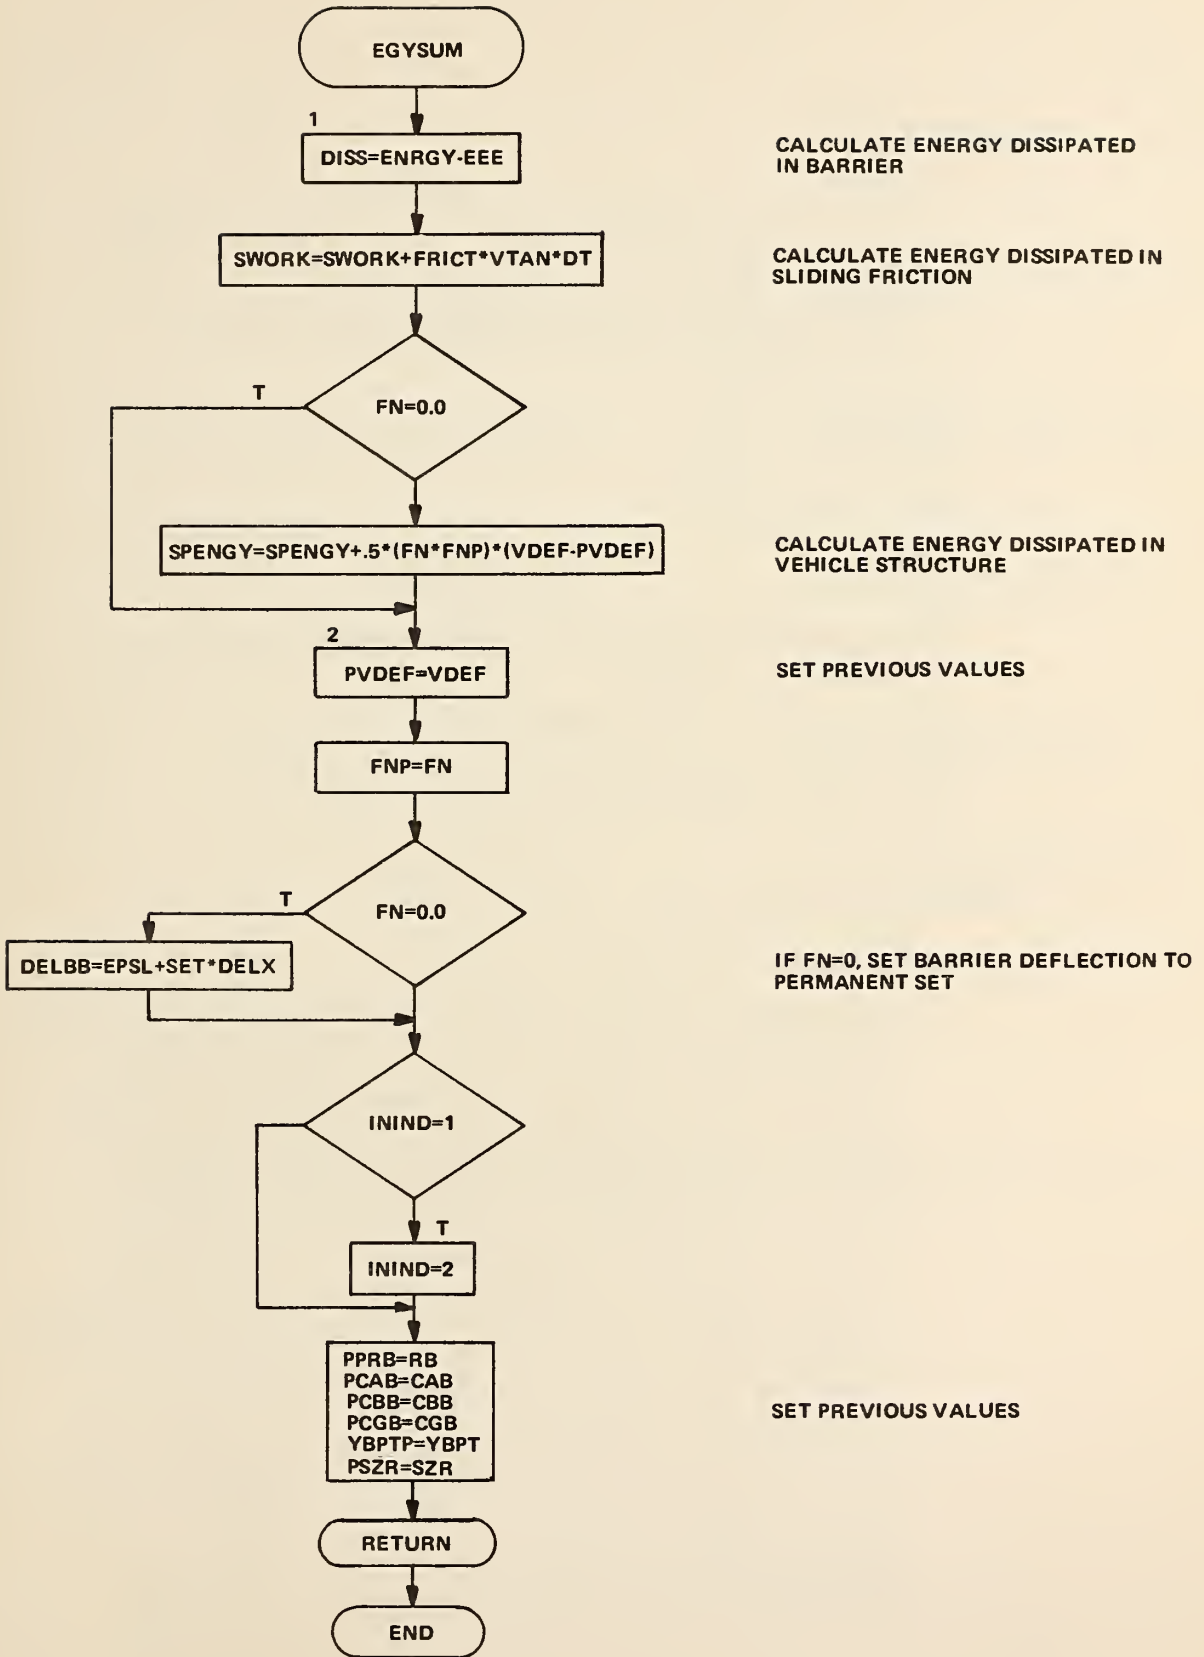 EGYSUM
1
DISS=ENRGY-EEE
CALCULATE ENERGY DISSIPATED
IN BARRIER
SWORK=SWORK+FRICT*VTAN*DT
CALCULATE ENERGY DISSIPATED IN
SLIDING FRICTION
T
FN=0.0
SPENGY=SPENGY+.5*(FN*FNP)*(VDEF-PVDEF)
CALCULATE ENERGY DISSIPATED IN
VEHICLE STRUCTURE
2
PVDEF=VDEF
SET PREVIOUS VALUES
FNP=FN
T
FN=0.0
DELBB=EPSL+SET*DELX
IF FN=0, SET BARRIER DEFLECTION TO
PERMANENT SET
ININD=1
T
ININD=2
PPRB=RB
PCAB=CAB
PCBB=CBB
PCGB=CGB
YBPTP=YBPT
PSZR=SZR
SET PREVIOUS VALUES
RETURN
END